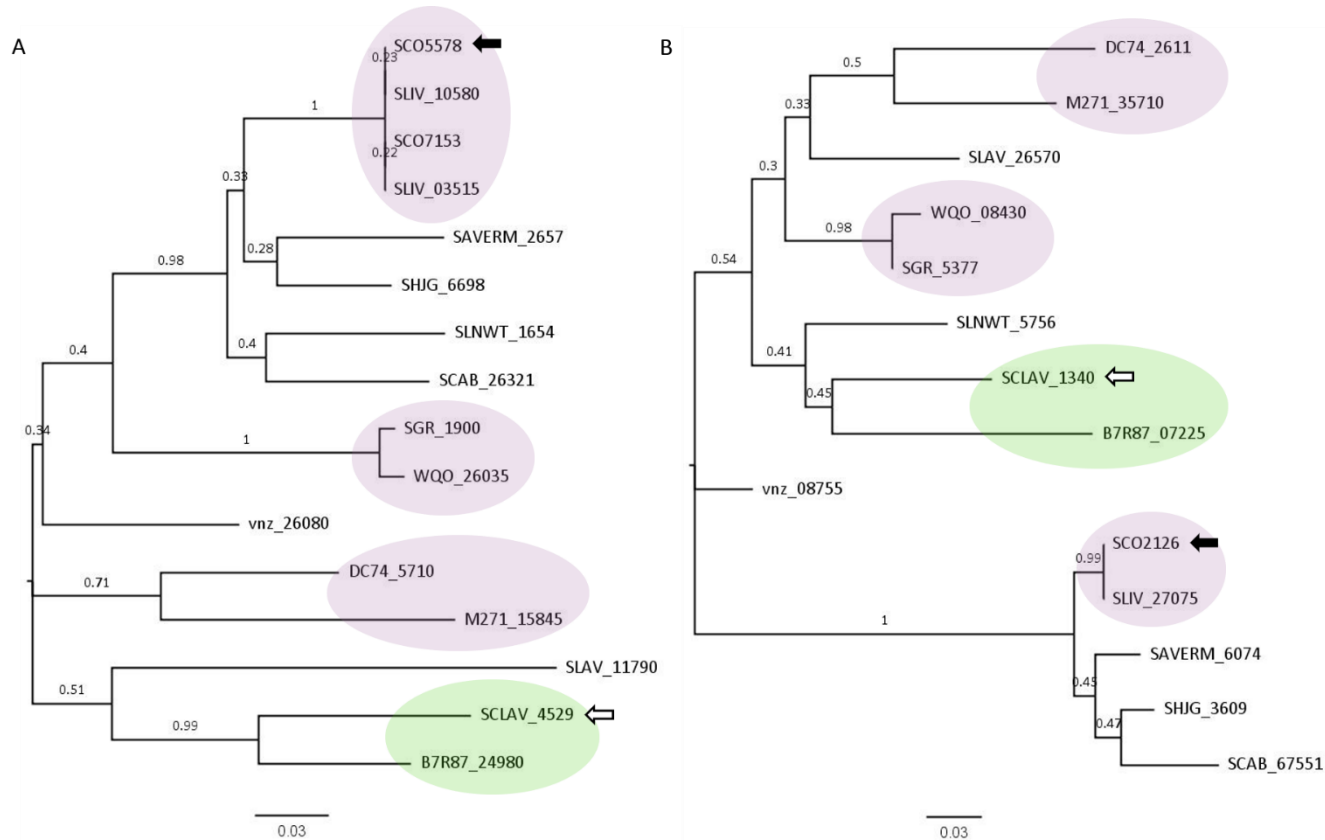 A
SCO5578
0.23
SLIV_10580
1
SCO7153
0.22
SLIV_03515
0.33
SAVERM_2657
0.28
SHJG_6698
0.98
SLNWT_1654
0.4
SCAB_26321
0.4
SGR_1900
1
WQO_26035
0.34
vnz_26080
DC74_5710
0.71
M271_15845
SLAV_11790
0.51
SCLAV_4529
0.99
B7R87_24980
0.03
B
DC74_2611
0.5
M271_35710
0.33
SLAV_26570
0.3
WQO_08430
0.98
SGR_5377
0.54
SLNWT_5756
0.41
SCLAV_1340
0.45
B7R87_07225
vnz_08755
SCO2126
0.99
SLIV_27075
1
SAVERM_6074
0.45
SHJG_3609
0.47
SCAB_67551
0.03